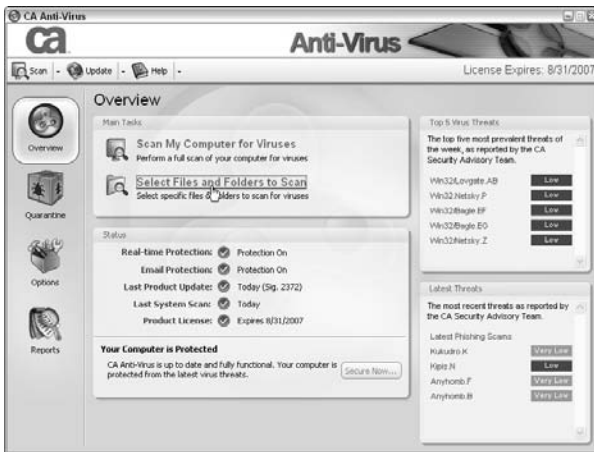 CA Anti-Virus
ca
Anti-Virus
Scan
Update
Help
License Expires: 8/31/2007
Overview
Quarantine
Options
Reports
Overview
Main Tasks
Scan My Computer for Viruses
Perform a full scan of your computer for viruses
Select Files and Folders to Scan
Select specific files & folders to scan for viruses
Status
Real-time Protection: Protection On
Email Protection: Protection On
Last Product Update: Today (Sig. 2372)
Last System Scan: Today
Product License: Expires 8/31/2007
Your Computer is Protected
CA Anti-Virus is up to date and fully functional. Your computer is
protected from the latest virus threats.
Secure Now...
Top 5 Virus Threats
The top five most prevalent threats of
the week, as reported by the CA
Security Advisory Team.
Win32/Lovgate.AB Low
Win32.Netsky.P Low
Win32/Bagle.EF Low
Win32/Bagle.EG Low
Win32/Netsky.Z Low
Latest Threats
The most recent threats as reported by
the CA Security Advisory Team.
Latest Phishing Scams
Kukudro.K Very Low
Kipis.N Low
Anyhomb.F Very Low
Anyhomb.B Very Low